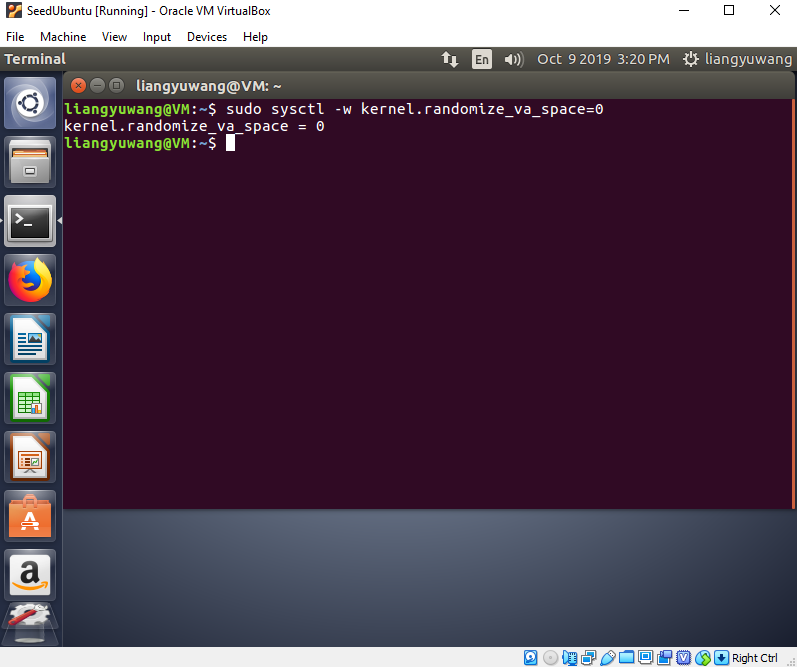 SeedUbuntu [Running] - Oracle VM VirtualBox
File Machine View Input Devices Help
Terminal En Oct 9 2019 3:20 PM liangyuwang
liangyuwang@VM: ~
liangyuwang@VM:~$ sudo sysctl -w kernel.randomize_va_space=0
kernel.randomize_va_space = 0
liangyuwang@VM:~$
Right Ctrl